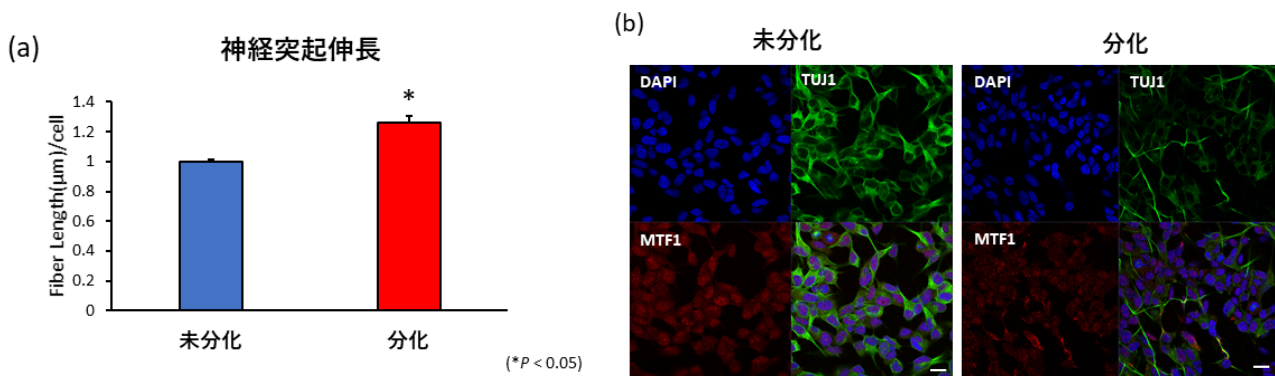 (a)
神経突起伸長
Fiber Length(μm)/cell
1.4
1.2
1
0.8
0.6
0.4
0.2
0
*
未分化
分化
(*P < 0.05)
(b)
未分化
分化
DAPI
TUJ1
DAPI
TUJ1
MTF1
MTF1